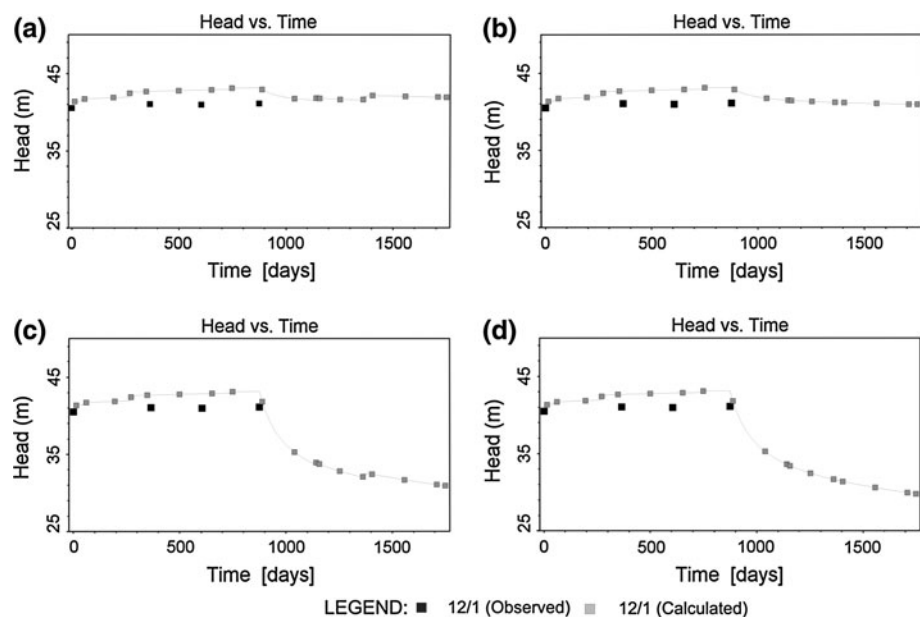 (a)
Head vs. Time
45
35
25
Head (m)
0 500 1000 1500
Time [days]
(b)
Head vs. Time
45
35
25
Head (m)
0 500 1000 1500
Time [days]
(c)
Head vs. Time
45
35
25
Head (m)
0 500 1000 1500
Time [days]
(d)
Head vs. Time
45
35
25
Head (m)
0 500 1000 1500
Time [days]
LEGEND: 12/1 (Observed) 12/1 (Calculated)